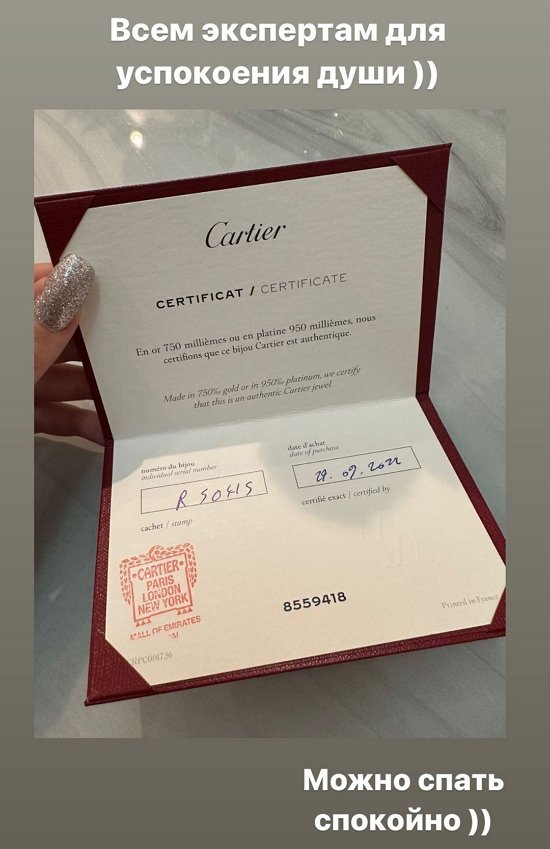 Всем экспертам для
успокоения души ))
Cartier
CERTIFICAT / CERTIFICATE
En or 750 millièmes ou en platine 950 millièmes, nous
certifions que ce bijou Cartier est authentique.
Made in 750‰ gold or in 950‰ platinum, we certify
that this is an authentic Cartier jewel.
numéro du bijou
individual serial number
date d'achat
date of purchase
29.09.2022
cachet / stamp
certifié exact / certified by
CARTIER
PARIS
LONDON
NEW YORK
MALL OF EMIRATES
8559418
Printed in France
Можно спать
спокойно ))